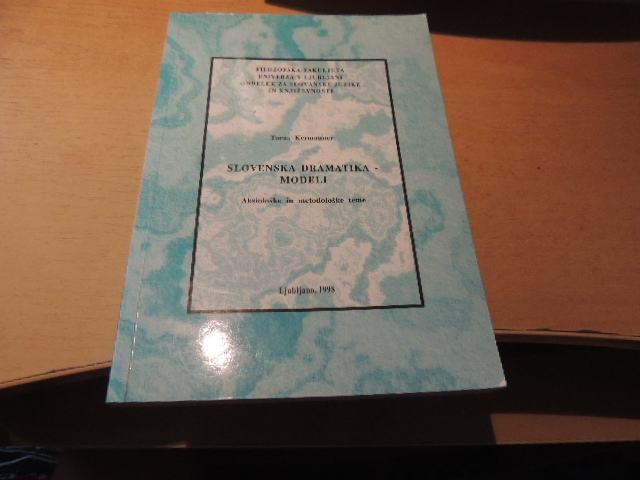 FILOZOFSKA FAKULTETA
UNIVERZA V LJUBLJANI
ODDELEK ZA SLOVANSKE JEZIKE
IN KNJIŽEVNOSTI
Taras Kermauner
SLOVENSKA DRAMATIKA -
MODELI
Aksiološke in metodološke teme
Ljubljana, 1998